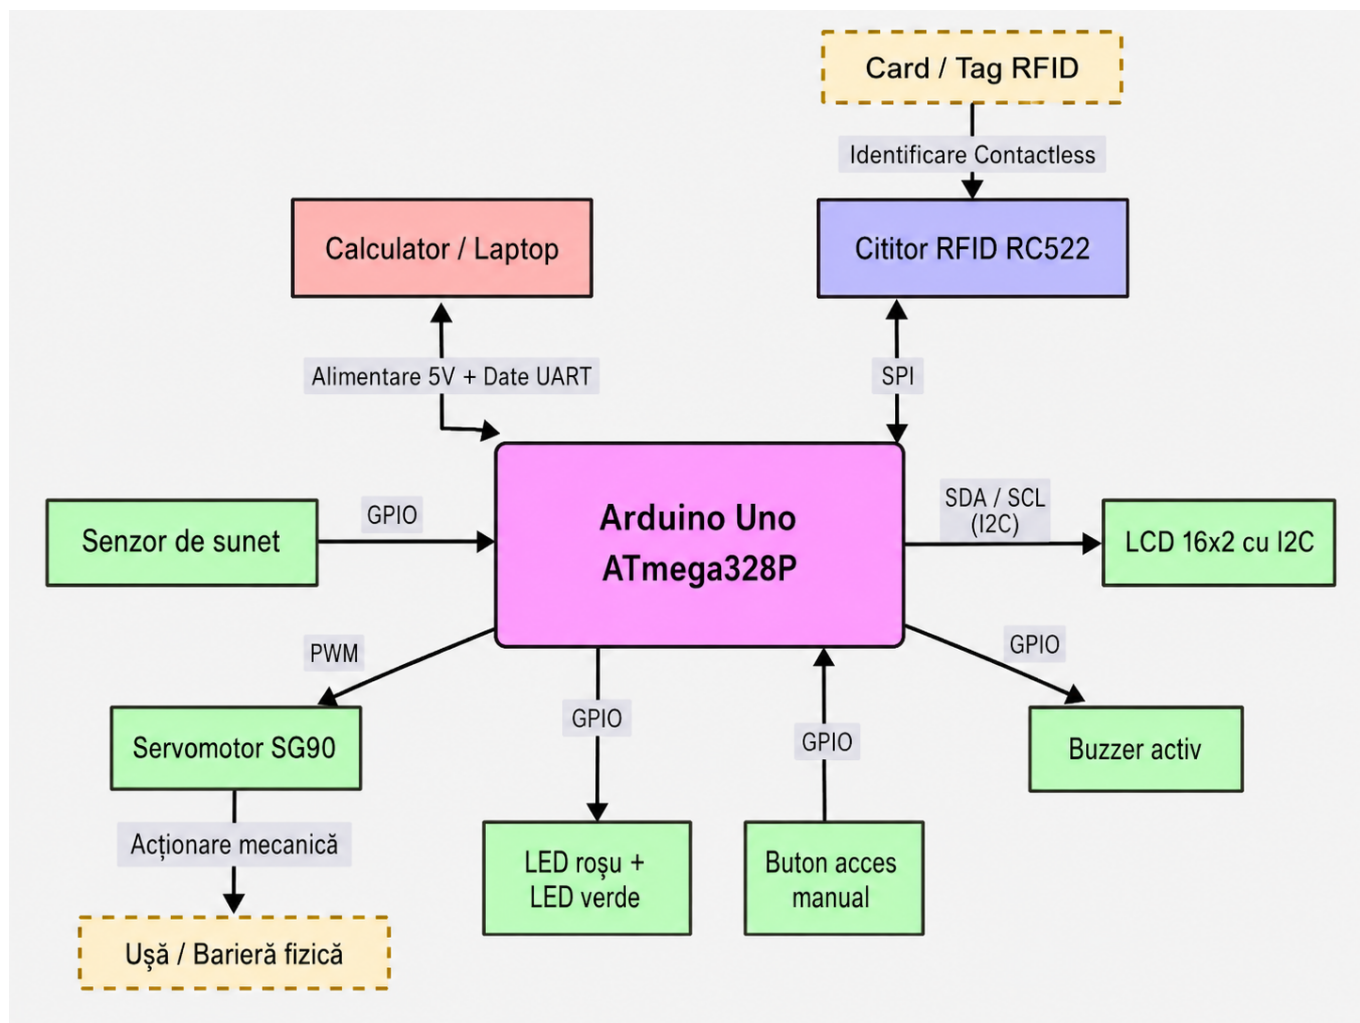 Card / Tag RFID
Identificare Contactless
Calculator / Laptop
Cititor RFID RC522
Alimentare 5V + Date UART
SPI
Senzor de sunet
GPIO
Arduino Uno
ATmega328P
SDA / SCL
(I2C)
LCD 16x2 cu I2C
PWM
GPIO
GPIO
GPIO
Servomotor SG90
Buzzer activ
Acționare mecanică
LED roșu +
LED verde
Buton acces
manual
Ușă / Barieră fizică